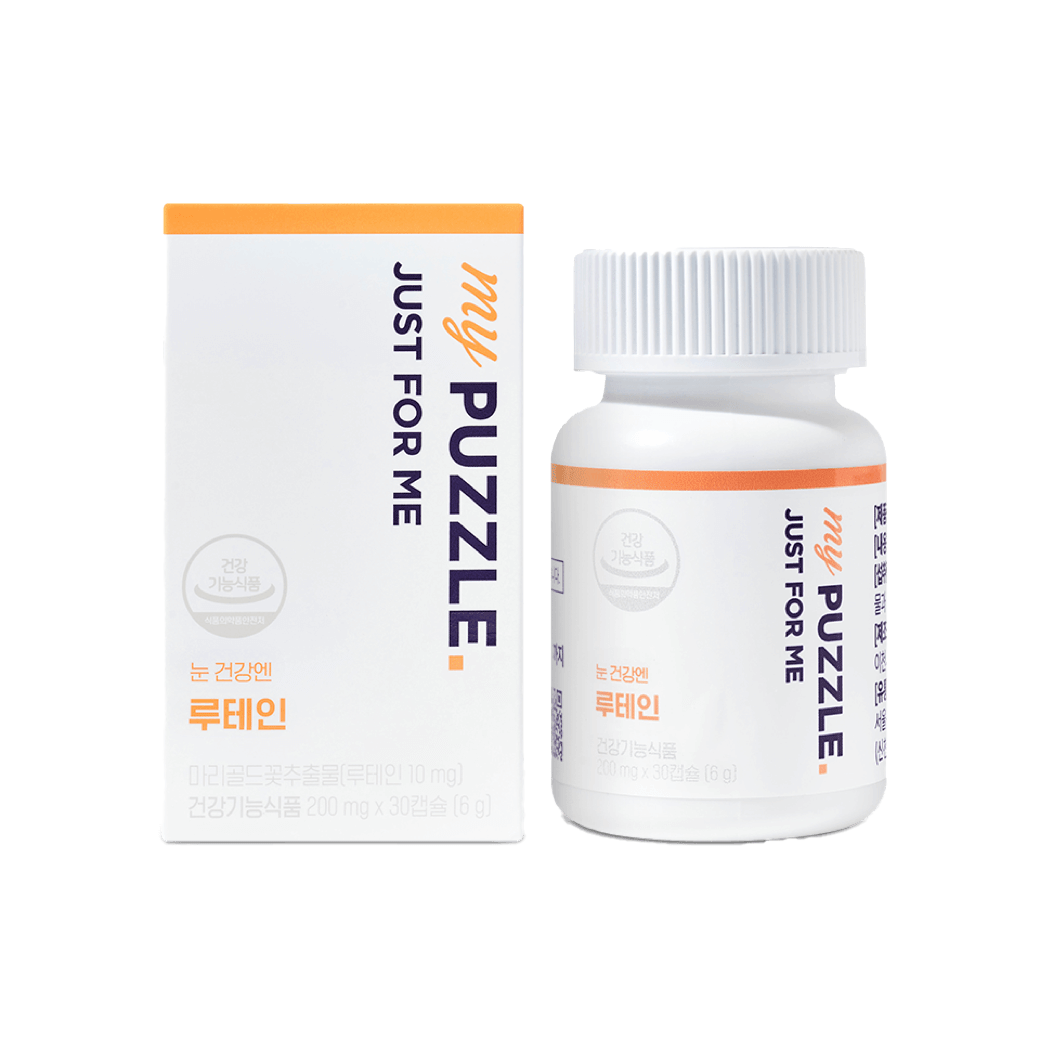 my PUZZLE.
JUST FOR ME
건강
기능식품
눈 건강엔
루테인
마리골드꽃추출물(루테인 10 mg)
건강기능식품 200 mg x 30캡슐 (6 g)
my PUZZLE.
JUST FOR ME
건강
기능식품
눈 건강엔
루테인
건강기능식품
200 mg x 30캡슐 (6 g)